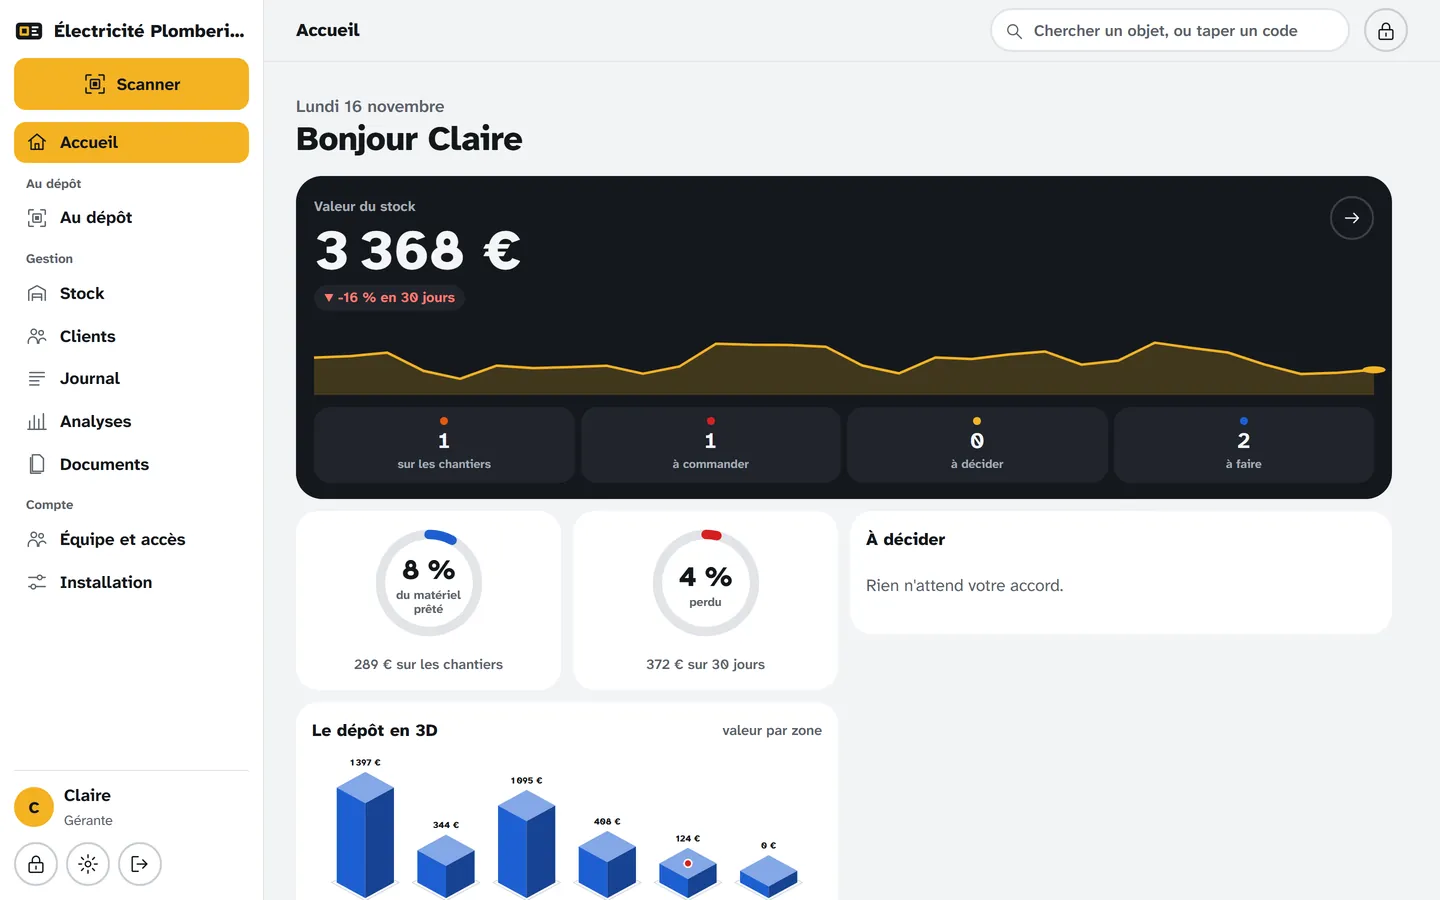 Électricité Plomberi...
Scanner
Accueil
Au dépôt
Au dépôt
Gestion
Stock
Clients
Journal
Analyses
Documents
Compte
Équipe et accès
Installation
C
Claire
Gérante
Accueil
Chercher un objet, ou taper un code
Lundi 16 novembre
Bonjour Claire
Valeur du stock
3 368 €
▼ -16 % en 30 jours
1
sur les chantiers
1
à commander
0
à décider
2
à faire
8 %
du matériel
prêté
289 € sur les chantiers
4 %
perdu
372 € sur 30 jours
À décider
Rien n'attend votre accord.
Le dépôt en 3D
valeur par zone
1 397 €
344 €
1 095 €
408 €
124 €
0 €